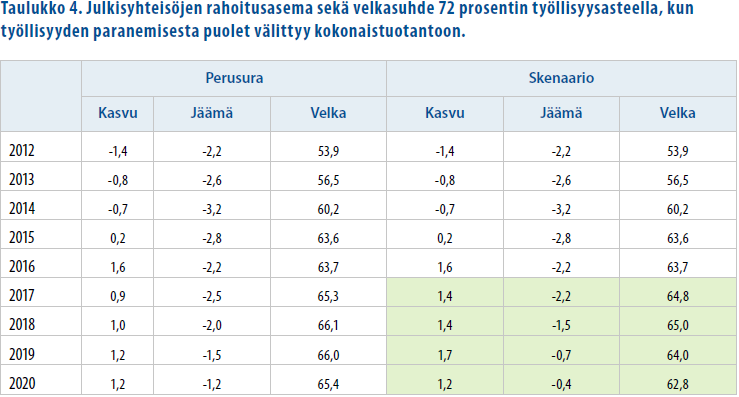 Taulukko 4. Julkisyhteisöjen rahoitusasema sekä velkasuhde 72 prosentin työllisyysasteella, kun
työllisyyden paranemisesta puolet välittyy kokonaistuotantoon.
Perusura Skenaario
Kasvu Jäämä Velka Kasvu Jäämä Velka
2012 -1,4 -2,2 53,9 -1,4 -2,2 53,9
2013 -0,8 -2,6 56,5 -0,8 -2,6 56,5
2014 -0,7 -3,2 60,2 -0,7 -3,2 60,2
2015 0,2 -2,8 63,6 0,2 -2,8 63,6
2016 1,6 -2,2 63,7 1,6 -2,2 63,7
2017 0,9 -2,5 65,3 1,4 -2,2 64,8
2018 1,0 -2,0 66,1 1,4 -1,5 65,0
2019 1,2 -1,5 66,0 1,7 -0,7 64,0
2020 1,2 -1,2 65,4 1,2 -0,4 62,8